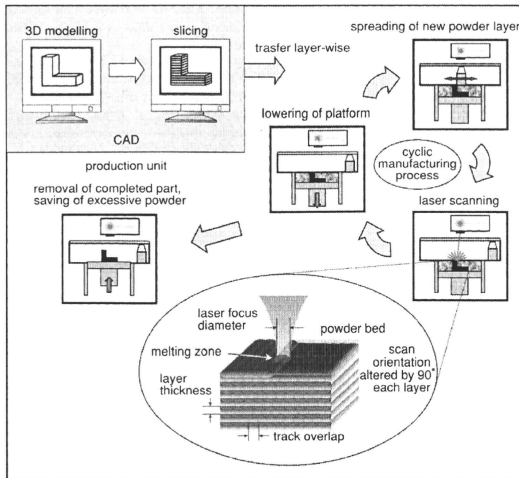 3D modelling
slicing
CAD
trasfer layer-wise
spreading of new powder layer
lowering of platform
cyclic
manufacturing
process
laser scanning
production unit
removal of completed part,
saving of excessive powder
laser focus
diameter
powder bed
melting zone
scan
orientation
altered by 90°
each layer
layer
thickness
track overlap